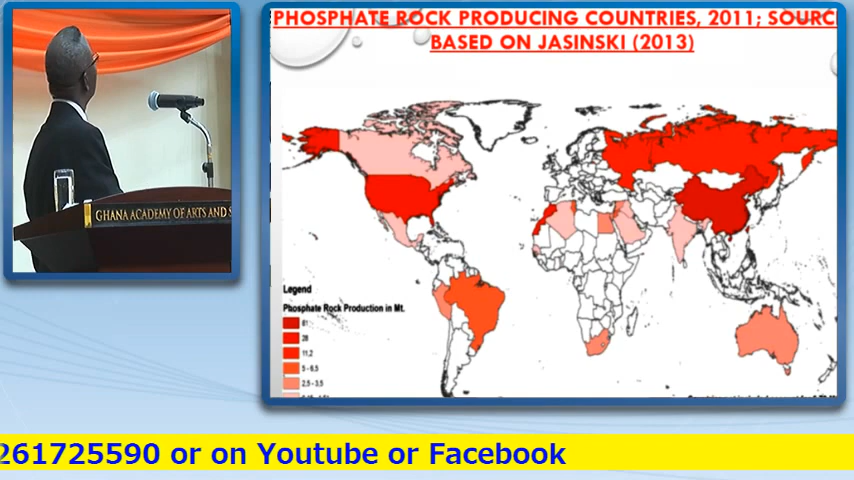 PHOSPHATE ROCK PRODUCING COUNTRIES, 2011; SOURC
BASED ON JASINSKI (2013)
GHANA ACADEMY OF ARTS AND S
Legend
Phosphate Rock Production in Mt.
81
28
11,2
5 - 6.5
2.5 - 3.5
261725590 or on Youtube or Facebook